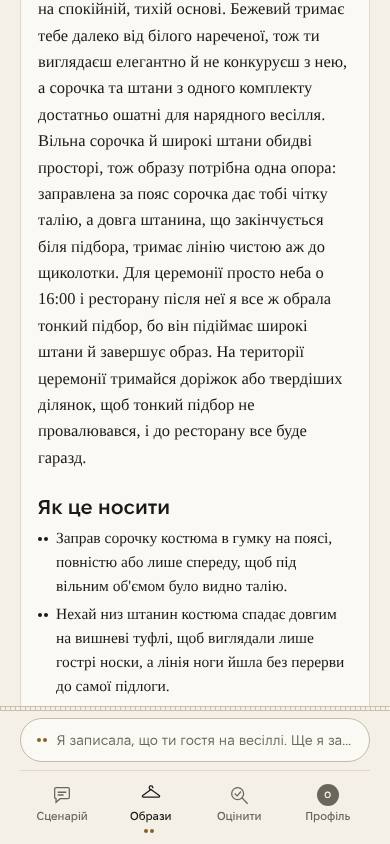 на спокійній, тихій основі. Бежевий тримає
тебе далеко від білого нареченої, тож ти
виглядаєш елегантно й не конкуруєш з нею,
а сорочка та штани з одного комплекту
достатньо ошатні для нарядного весілля.
Вільна сорочка й широкі штани обидві
просторі, тож образу потрібна одна опора:
заправлена за пояс сорочка дає тобі чітку
талію, а довга штанина, що закінчується
біля підбора, тримає лінію чистою аж до
щиколотки. Для церемонії просто неба о
16:00 і ресторану після неї я все ж обрала
тонкий підбор, бо він підіймає широкі
штани й завершує образ. На території
церемонії тримайся доріжок або твердіших
ділянок, щоб тонкий підбор не
провалювався, і до ресторану все буде
гаразд.
Як це носити
Заправ сорочку костюма в гумку на поясі,
повністю або лише спереду, щоб під
вільним об'ємом було видно талію.
Нехай низ штанин костюма спадає довгим
на вишневі туфлі, щоб виглядали лише
гострі носки, а лінія ноги йшла без перерви
до самої підлоги.
Я записала, що ти гостя на весіллі. Ще я за...
Сценарій
Образи
Оцінити
О
Профіль